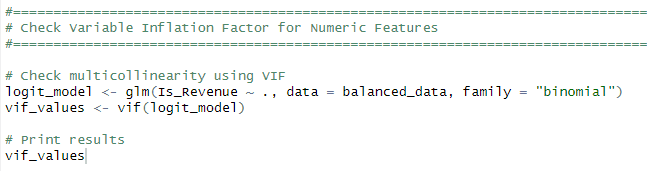 #================================================================================
# Check Variable Inflation Factor for Numeric Features
#================================================================================
# Check multicollinearity using VIF
logit_model <- glm(Is_Revenue ~ ., data = balanced_data, family = "binomial")
vif_values <- vif(logit_model)
# Print results
vif_values